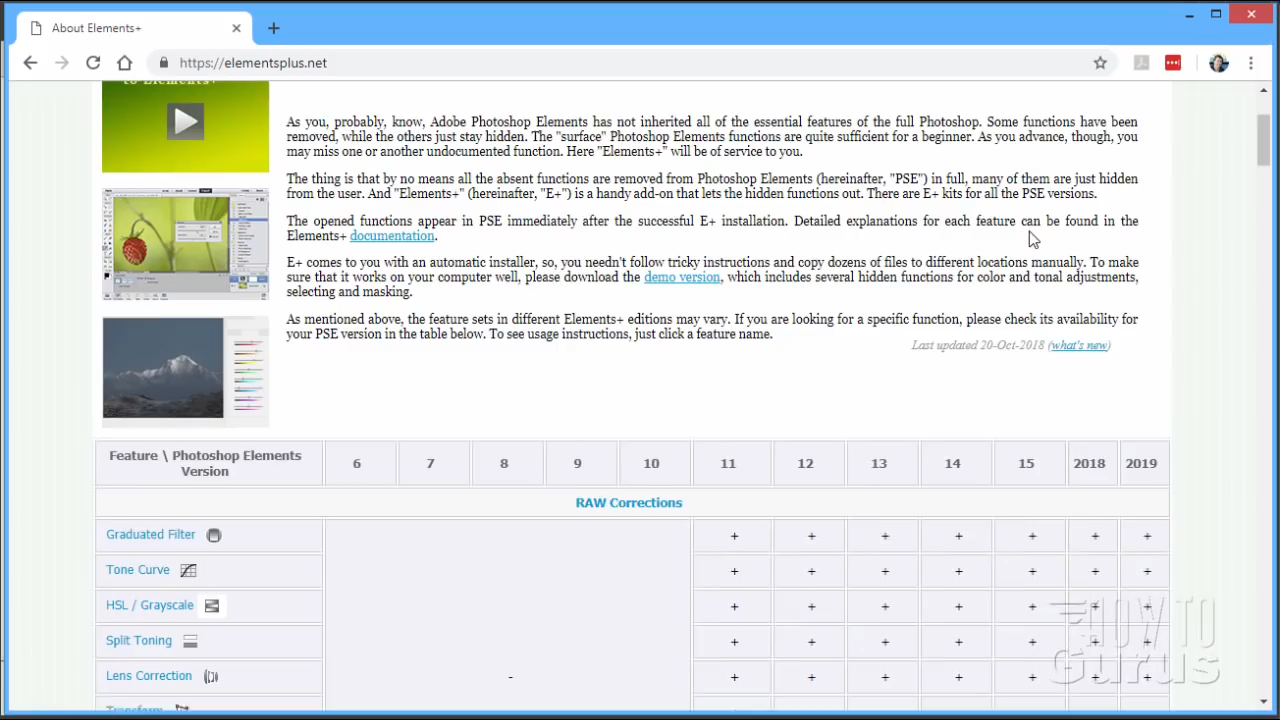 About Elements+
https://elementsplus.net
to Elements+
As you, probably, know, Adobe Photoshop Elements has not inherited all of the essential features of the full Photoshop. Some functions have been
removed, while the others just stay hidden. The "surface" Photoshop Elements functions are quite sufficient for a beginner. As you advance, though, you
may miss one or another undocumented function. Here "Elements+" will be of service to you.
The thing is that by no means all the absent functions are removed from Photoshop Elements (hereinafter, "PSE") in full, many of them are just hidden
from the user. And "Elements+" (hereinafter, "E+") is a handy add-on that lets the hidden functions out. There are E+ kits for all the PSE versions.
The opened functions appear in PSE immediately after the successful E+ installation. Detailed explanations for each feature can be found in the
Elements+ documentation.
E+ comes to you with an automatic installer, so, you needn't follow tricky instructions and copy dozens of files to different locations manually. To make
sure that it works on your computer well, please download the demo version, which includes several hidden functions for color and tonal adjustments,
selecting and masking.
As mentioned above, the feature sets in different Elements+ editions may vary. If you are looking for a specific function, please check its availability for
your PSE version in the table below. To see usage instructions, just click a feature name.
Last updated 20-Oct-2018 (what's new)
Feature \ Photoshop Elements
Version
6 7 8 9 10 11 12 13 14 15 2018 2019
RAW Corrections
Graduated Filter + + + + + + +
Tone Curve + + + + + + +
HSL / Grayscale + + + + + + +
Split Toning + + + + + + +
Lens Correction - + + + + + + +
Transform
HOW TO
Gurus